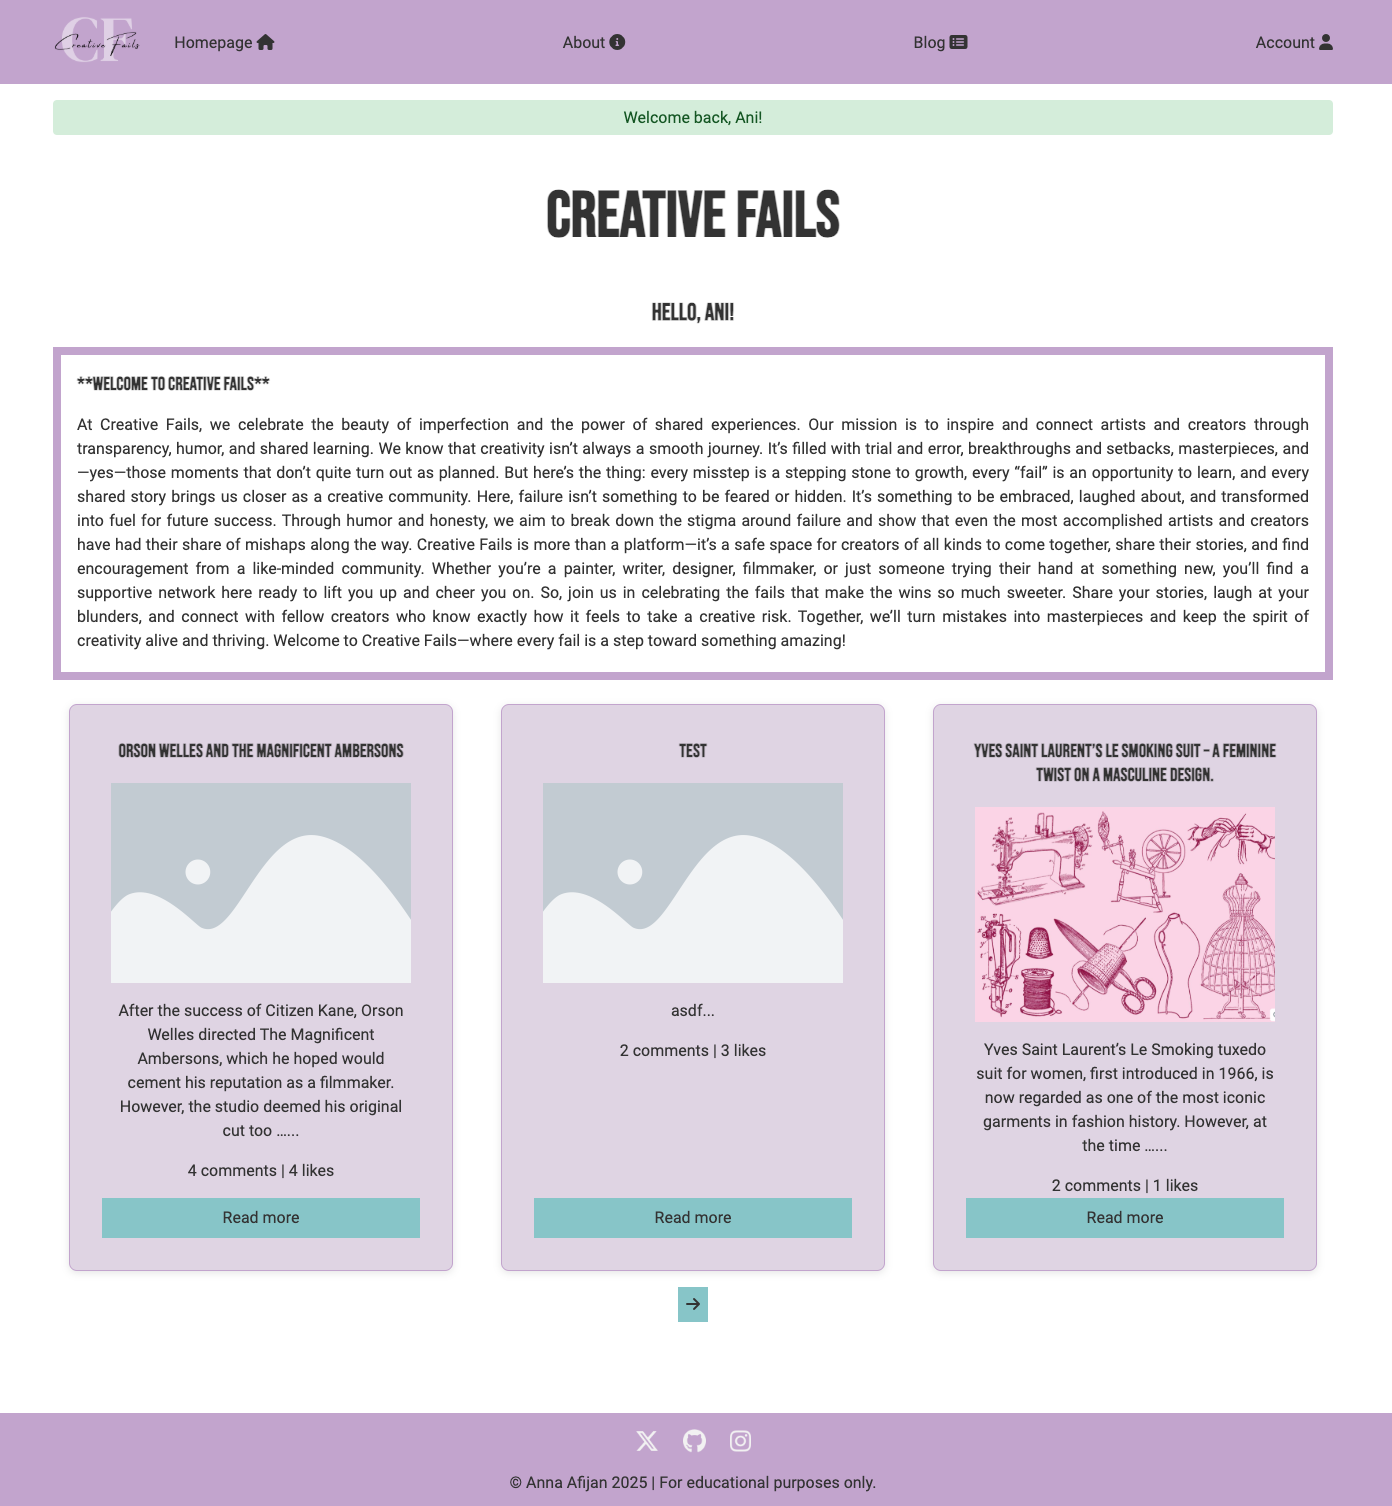 CF
Creative Fails
Homepage
About
Blog
Account
Welcome back, Ani!
CREATIVE FAILS
HELLO, ANI!
**WELCOME TO CREATIVE FAILS**
At Creative Fails, we celebrate the beauty of imperfection and the power of shared experiences. Our mission is to inspire and connect artists and creators through
transparency, humor, and shared learning. We know that creativity isn’t always a smooth journey. It’s filled with trial and error, breakthroughs and setbacks, masterpieces, and
—yes—those moments that don’t quite turn out as planned. But here’s the thing: every misstep is a stepping stone to growth, every “fail” is an opportunity to learn, and every
shared story brings us closer as a creative community. Here, failure isn’t something to be feared or hidden. It’s something to be embraced, laughed about, and transformed
into fuel for future success. Through humor and honesty, we aim to break down the stigma around failure and show that even the most accomplished artists and creators
have had their share of mishaps along the way. Creative Fails is more than a platform—it’s a safe space for creators of all kinds to come together, share their stories, and find
encouragement from a like-minded community. Whether you’re a painter, writer, designer, filmmaker, or just someone trying their hand at something new, you’ll find a
supportive network here ready to lift you up and cheer you on. So, join us in celebrating the fails that make the wins so much sweeter. Share your stories, laugh at your
blunders, and connect with fellow creators who know exactly how it feels to take a creative risk. Together, we’ll turn mistakes into masterpieces and keep the spirit of
creativity alive and thriving. Welcome to Creative Fails—where every fail is a step toward something amazing!
ORSON WELLES AND THE MAGNIFICENT AMBERSONS
After the success of Citizen Kane, Orson
Welles directed The Magnificent
Ambersons, which he hoped would
cement his reputation as a filmmaker.
However, the studio deemed his original
cut too …...
4 comments | 4 likes
Read more
TEST
asdf...
2 comments | 3 likes
Read more
YVES SAINT LAURENT’S LE SMOKING SUIT – A FEMININE
TWIST ON A MASCULINE DESIGN.
Yves Saint Laurent’s Le Smoking tuxedo
suit for women, first introduced in 1966, is
now regarded as one of the most iconic
garments in fashion history. However, at
the time …...
2 comments | 1 likes
Read more
© Anna Afijan 2025 | For educational purposes only.